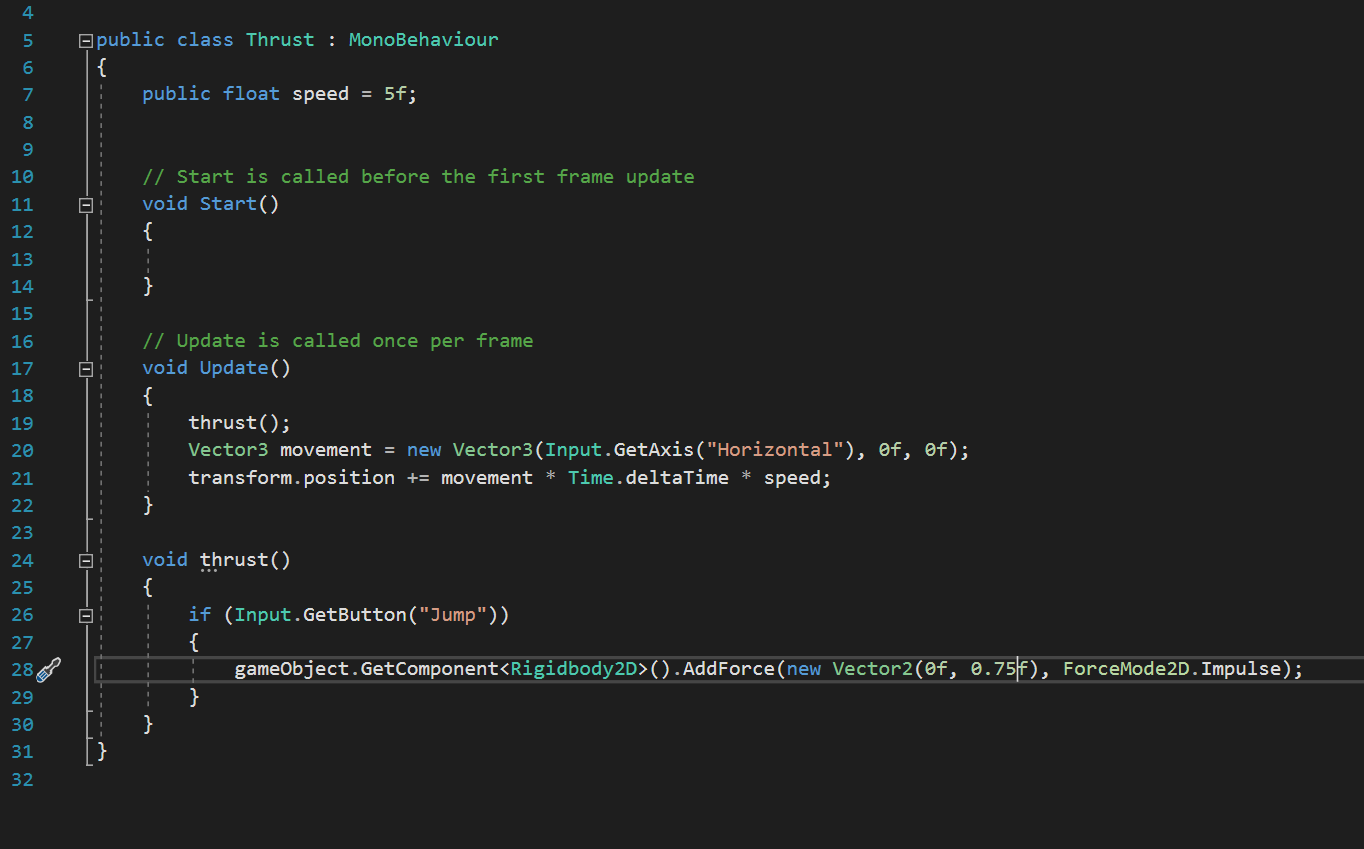 4
5 public class Thrust : MonoBehaviour
6 {
7 public float speed = 5f;
8
9
10 // Start is called before the first frame update
11 void Start()
12 {
13
14 }
15
16 // Update is called once per frame
17 void Update()
18 {
19 thrust();
20 Vector3 movement = new Vector3(Input.GetAxis("Horizontal"), 0f, 0f);
21 transform.position += movement * Time.deltaTime * speed;
22 }
23
24 void thrust()
25 {
26 if (Input.GetButton("Jump"))
27 {
28 gameObject.GetComponent<Rigidbody2D>().AddForce(new Vector2(0f, 0.75f), ForceMode2D.Impulse);
29 }
30 }
31 }
32